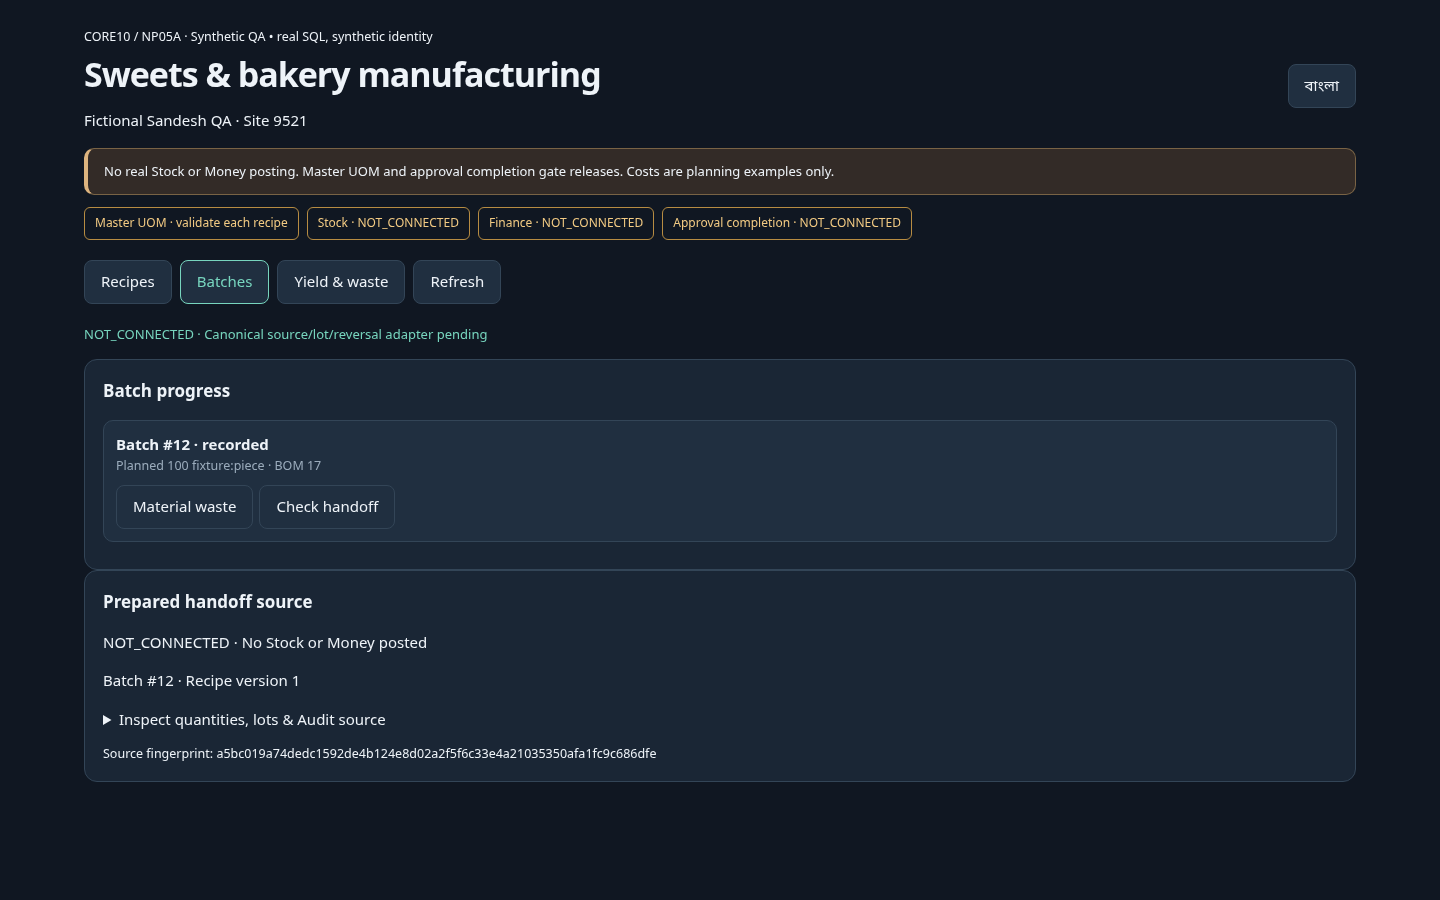 CORE10 / NP05A · Synthetic QA • real SQL, synthetic identity
Sweets & bakery manufacturing
বাংলা
Fictional Sandesh QA · Site 9521
No real Stock or Money posting. Master UOM and approval completion gate releases. Costs are planning examples only.
Master UOM · validate each recipe
Stock · NOT_CONNECTED
Finance · NOT_CONNECTED
Approval completion · NOT_CONNECTED
Recipes
Batches
Yield & waste
Refresh
NOT_CONNECTED · Canonical source/lot/reversal adapter pending
Batch progress
Batch #12 · recorded
Planned 100 fixture:piece · BOM 17
Material waste
Check handoff
Prepared handoff source
NOT_CONNECTED · No Stock or Money posted
Batch #12 · Recipe version 1
Inspect quantities, lots & Audit source
Source fingerprint: a5bc019a74dedc1592de4b124e8d02a2f5f6c33e4a21035350afa1fc9c686dfe